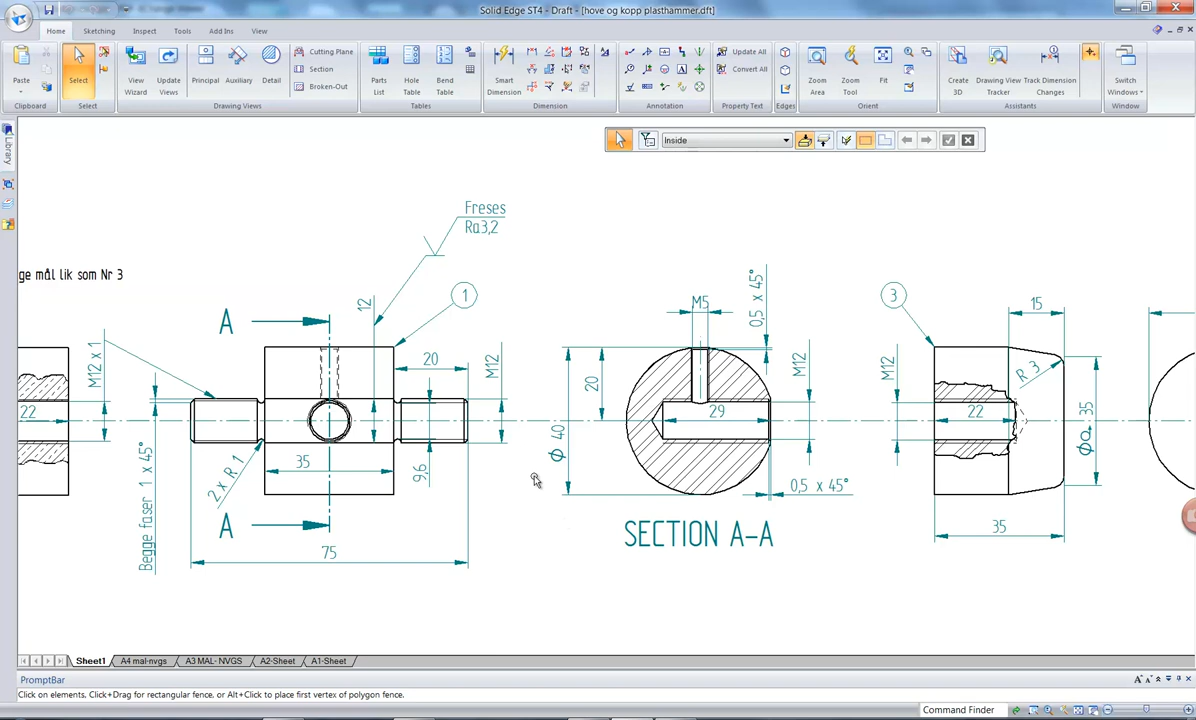 Solid Edge ST4 - Draft - [hove og kopp plasthammer.dft]
Home
Sketching
Inspect
Tools
Add Ins
View
Paste
Clipboard
Select
Select
View Wizard
Update Views
Principal
Auxiliary
Detail
Cutting Plane
Section
Broken-Out
Drawing Views
Parts List
Hole Table
Bend Table
Tables
Smart Dimension
Dimension
Annotation
Update All
Convert All
Property Text
Edges
Zoom Area
Zoom Tool
Fit
Orient
Create 3D
Drawing View Tracker
Track Dimension Changes
Assistants
Switch Windows
Window
Library
Inside
ge mål lik som Nr 3
Freses
Ra3,2
A
12
1
M12 x 1
22
20
M12
Begge faser 1 x 45°
2 x R 1
35
9,6
A
75
M5
0,5 x 45°
20
29
M12
Φ 40
0,5 x 45°
SECTION A-A
3
15
M12
R 3
22
35
35
Sheet1
A4 mal-nvgs
A3 MAL- NVGS
A2-Sheet
A1-Sheet
PromptBar
Click on elements, Click+Drag for rectangular fence, or Alt+Click to place first vertex of polygon fence.
Command Finder